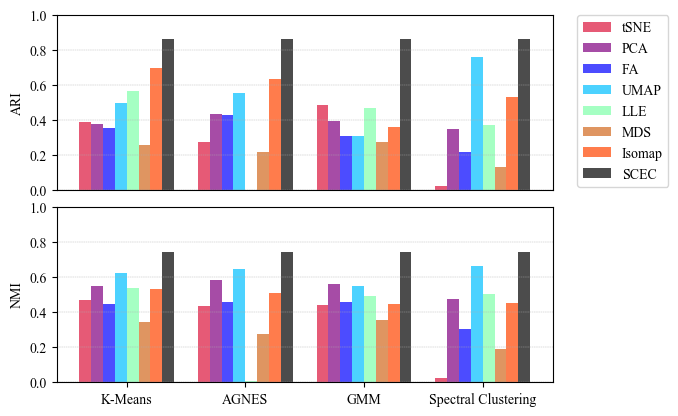 1.0
0.8
0.6
0.4
0.2
0.0
ARI
tSNE
PCA
FA
UMAP
LLE
MDS
Isomap
SCEC
1.0
0.8
0.6
0.4
0.2
0.0
NMI
K-Means AGNES GMM Spectral Clustering